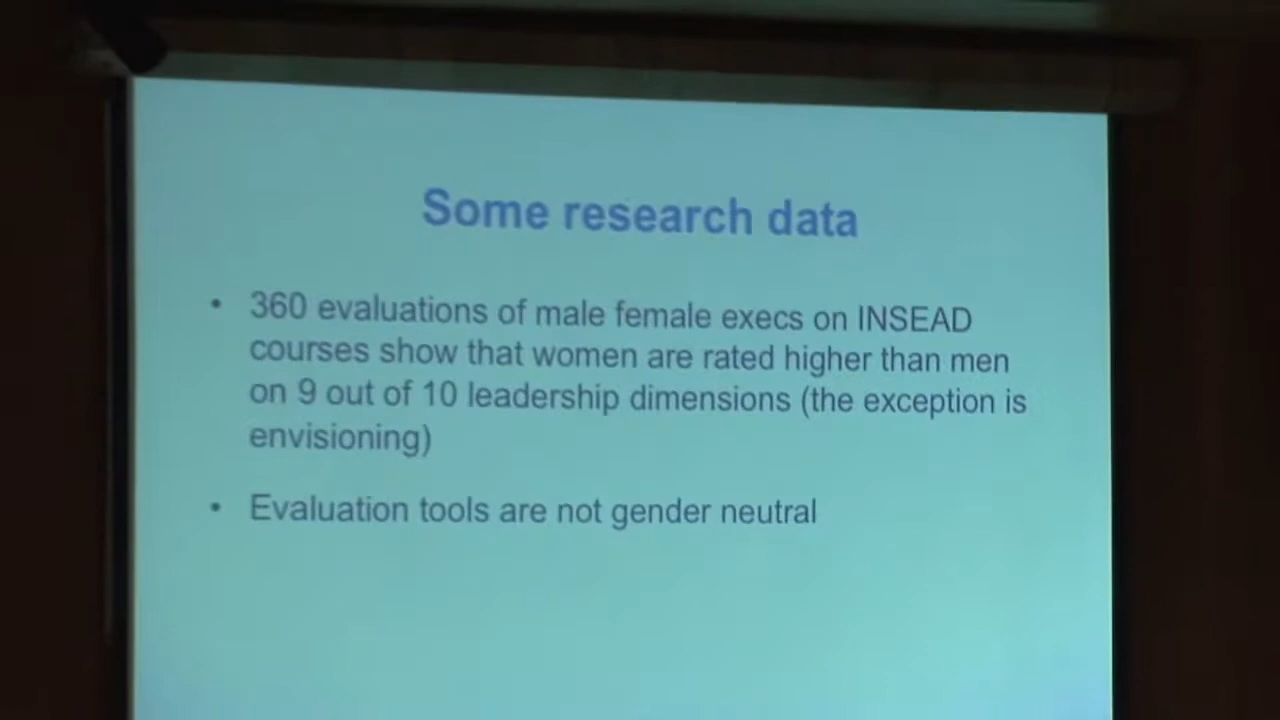 Some research data
• 360 evaluations of male female execs on INSEAD
courses show that women are rated higher than men
on 9 out of 10 leadership dimensions (the exception is
envisioning)
• Evaluation tools are not gender neutral